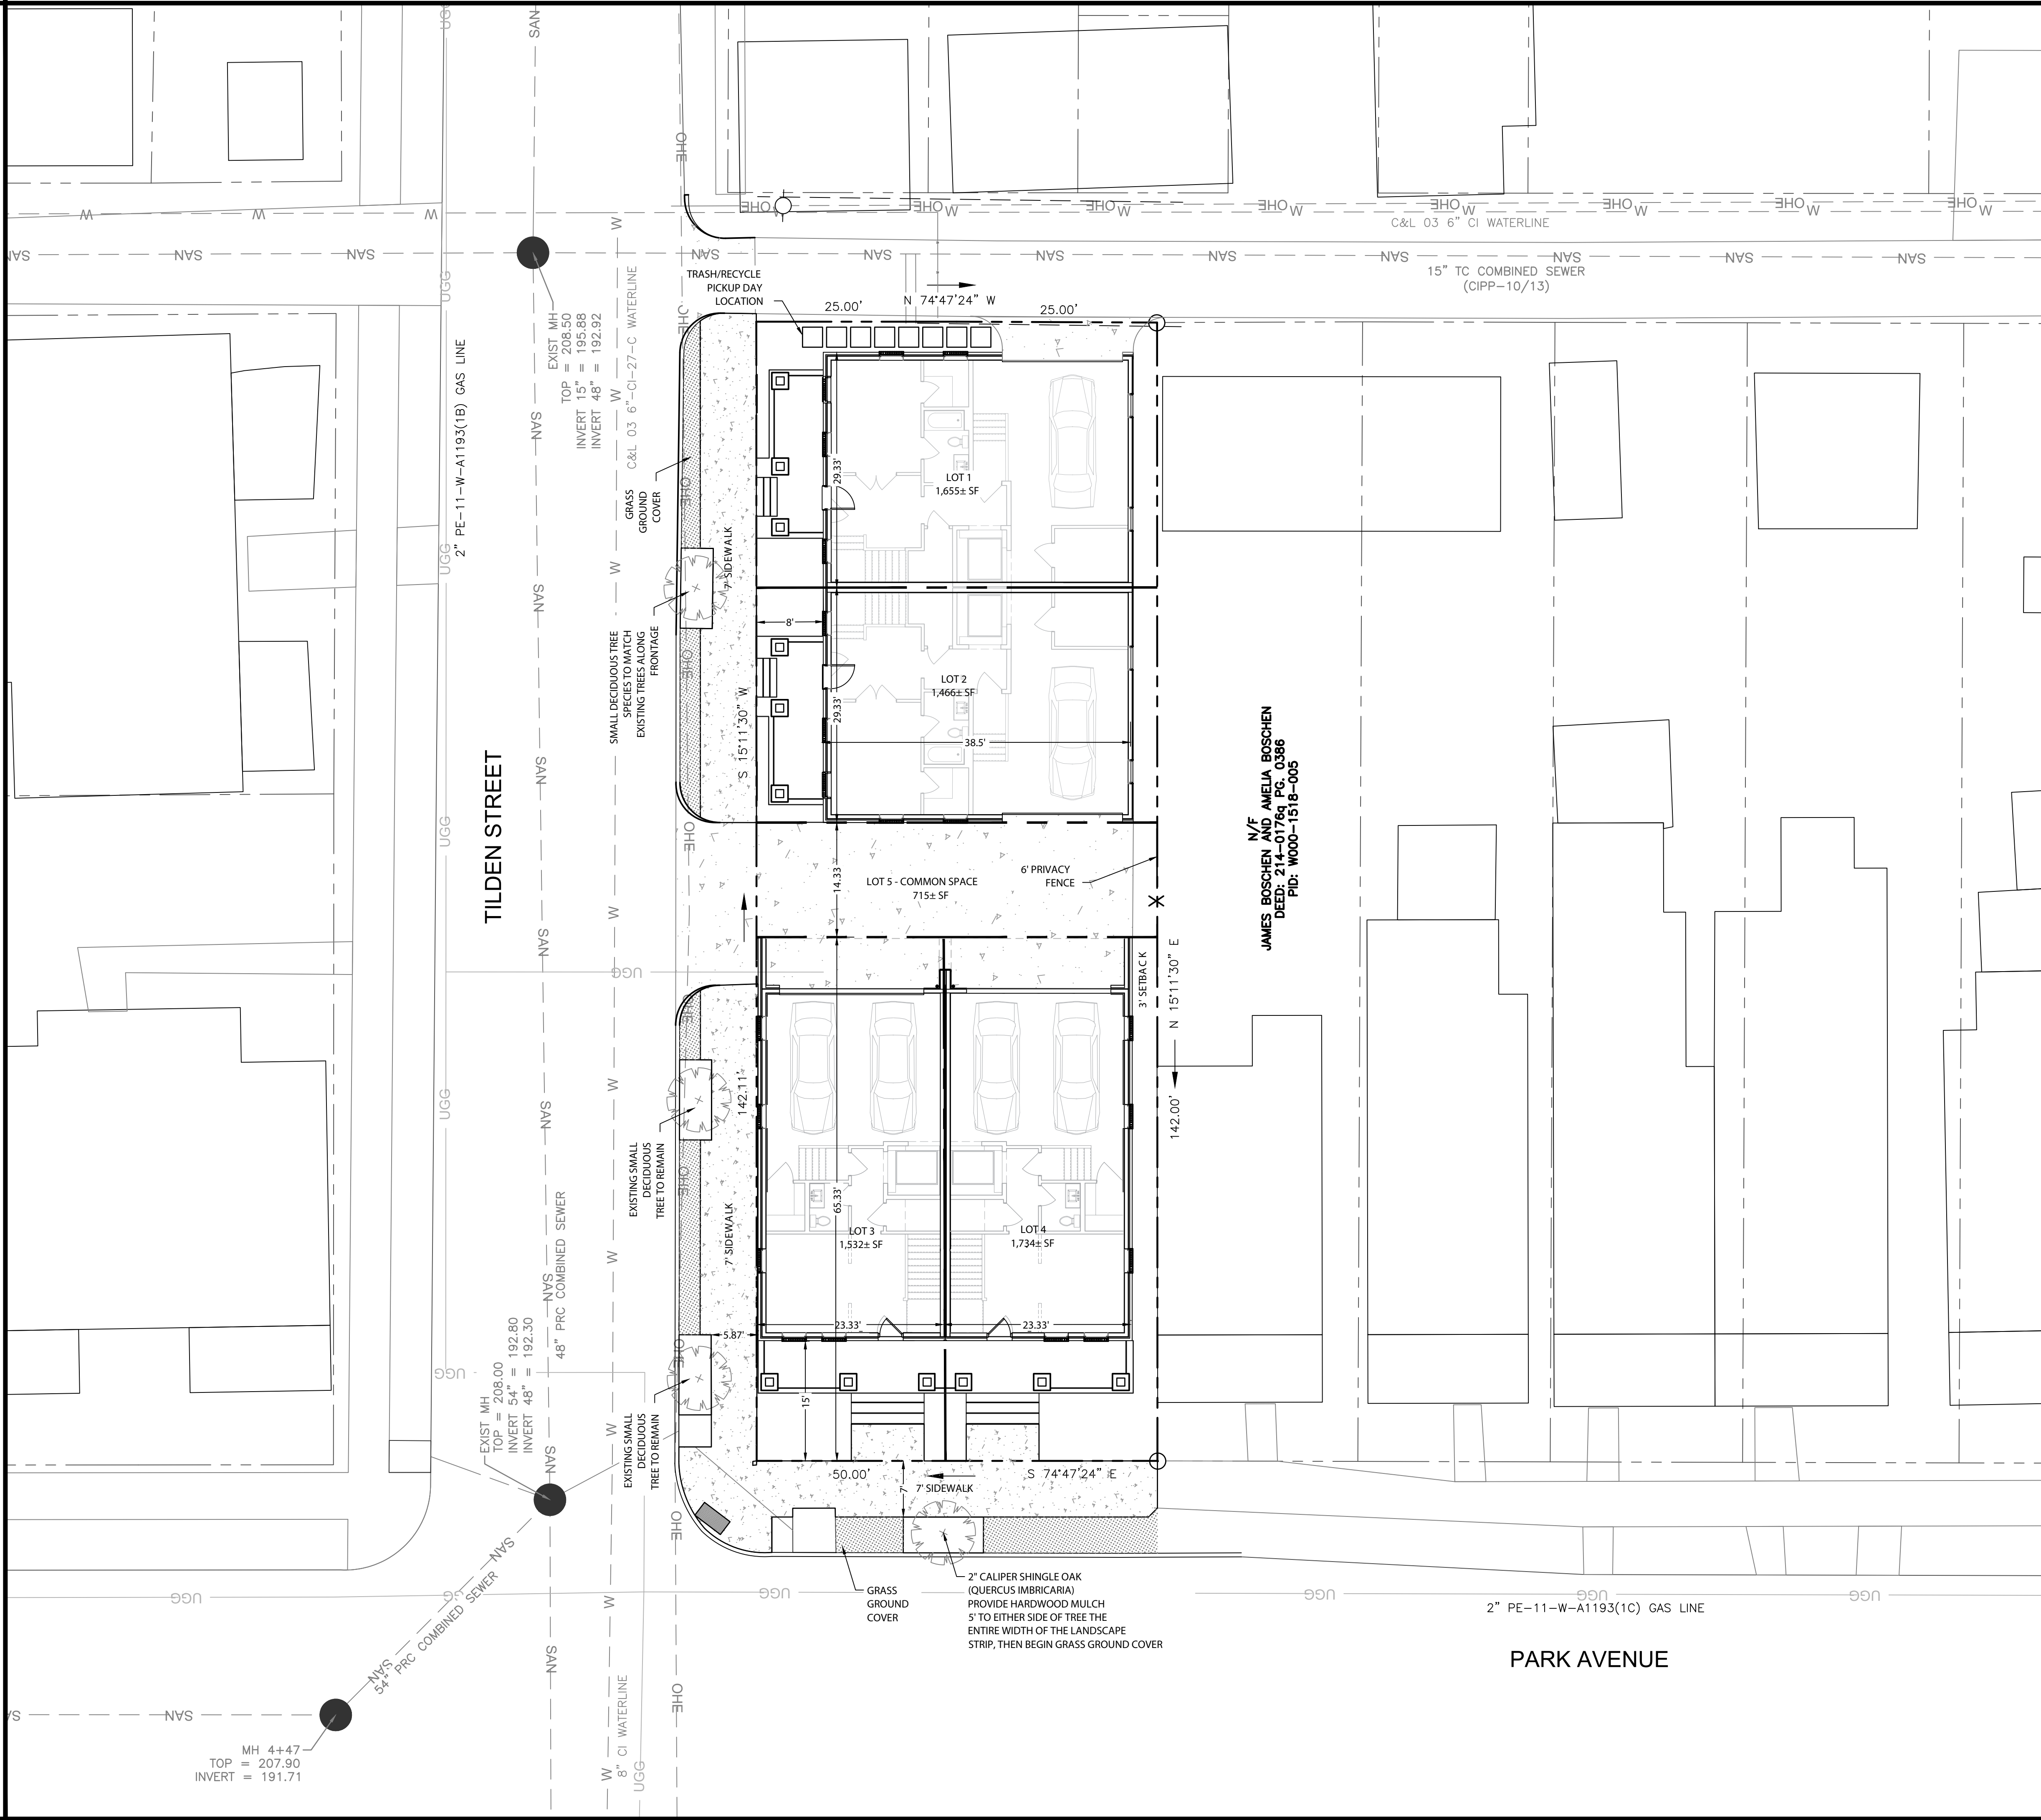 SAN
UGG
OHE
W
C&L 03 6" CI WATERLINE
15" TC COMBINED SEWER
(CIPP-10/13)
TRASH/RECYCLE
PICKUP DAY
LOCATION
25.00'
N 74°47'24" W
25.00'
EXIST MH
TOP = 208.50
INVERT 15" = 195.88
INVERT 48" = 192.92
C&L 03 6"-CI-27-C WATERLINE
2" PE-11-W-A1193(1B) GAS LINE
GRASS
GROUND
COVER
7' SIDEWALK
29.33'
LOT 1
1,655± SF
SMALL DECIDUOUS TREE
SPECIES TO MATCH
EXISTING TREES ALONG
FRONTAGE
8'
S 15°11'30" W
29.33'
LOT 2
1,466± SF
38.5'
TILDEN STREET
N/F
JAMES BOSCHEN AND AMELIA BOSCHEN
DEED: 214-0176q PG. 0386
PID: W000-1518-005
14.33'
LOT 5 - COMMON SPACE
715± SF
6' PRIVACY
FENCE
3' SETBACK
N 15°11'30" E
142.00'
142.11'
EXISTING SMALL
DECIDUOUS
TREE TO REMAIN
7' SIDEWALK
65.33'
LOT 3
1,532± SF
LOT 4
1,734± SF
48" PRC COMBINED SEWER
EXIST MH
TOP = 208.00
INVERT 54" = 192.80
INVERT 48" = 192.30
5.87'
23.33'
23.33'
15'
EXISTING SMALL
DECIDUOUS
TREE TO REMAIN
50.00'
S 74°47'24" E
7'
7' SIDEWALK
GRASS
GROUND
COVER
2" CALIPER SHINGLE OAK
(QUERCUS IMBRICARIA)
PROVIDE HARDWOOD MULCH
5' TO EITHER SIDE OF TREE THE
ENTIRE WIDTH OF THE LANDSCAPE
STRIP, THEN BEGIN GRASS GROUND COVER
2" PE-11-W-A1193(1C) GAS LINE
PARK AVENUE
54" PRC COMBINED SEWER
8" CI WATERLINE
MH 4+47
TOP = 207.90
INVERT = 191.71